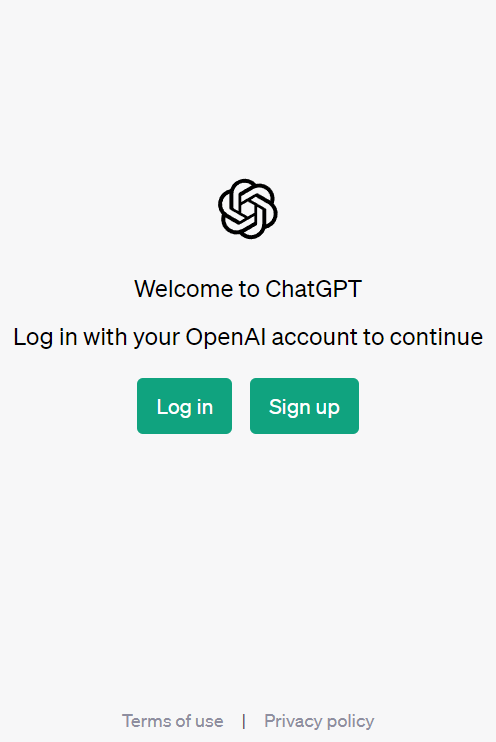 Welcome to ChatGPT
Log in with your OpenAI account to continue
Log in
Sign up
Terms of use | Privacy policy